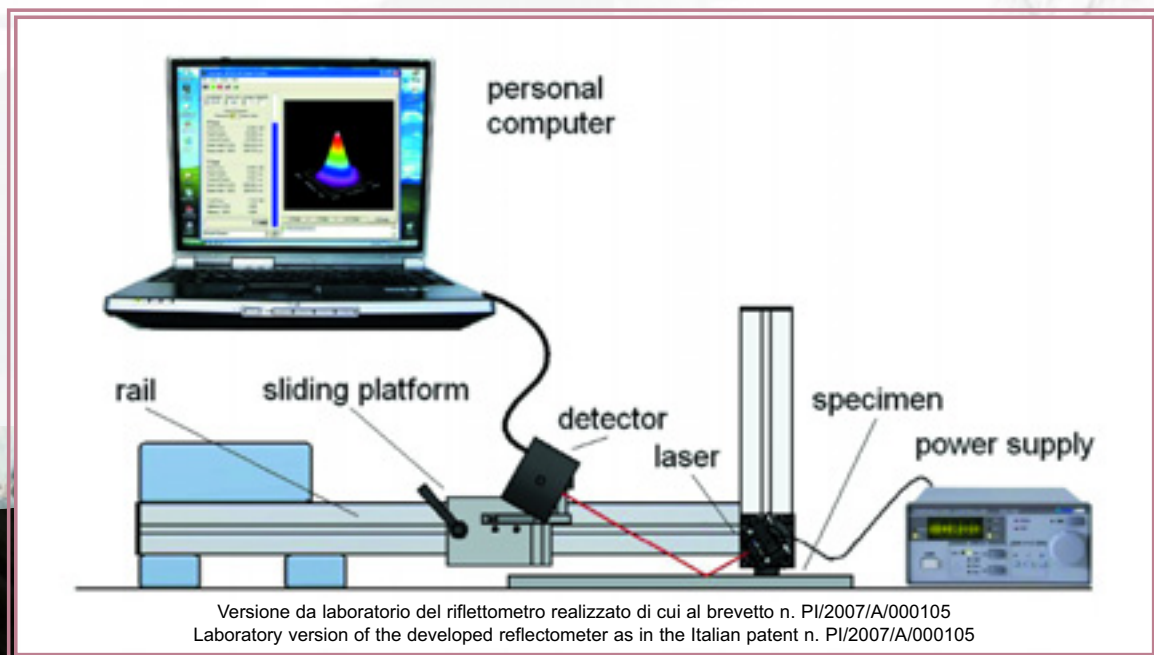 personal
computer
rail
sliding platform
detector
laser
specimen
power supply
Versione da laboratorio del riflettometro realizzato di cui al brevetto n. PI/2007/A/000105
Laboratory version of the developed reflectometer as in the Italian patent n. PI/2007/A/000105